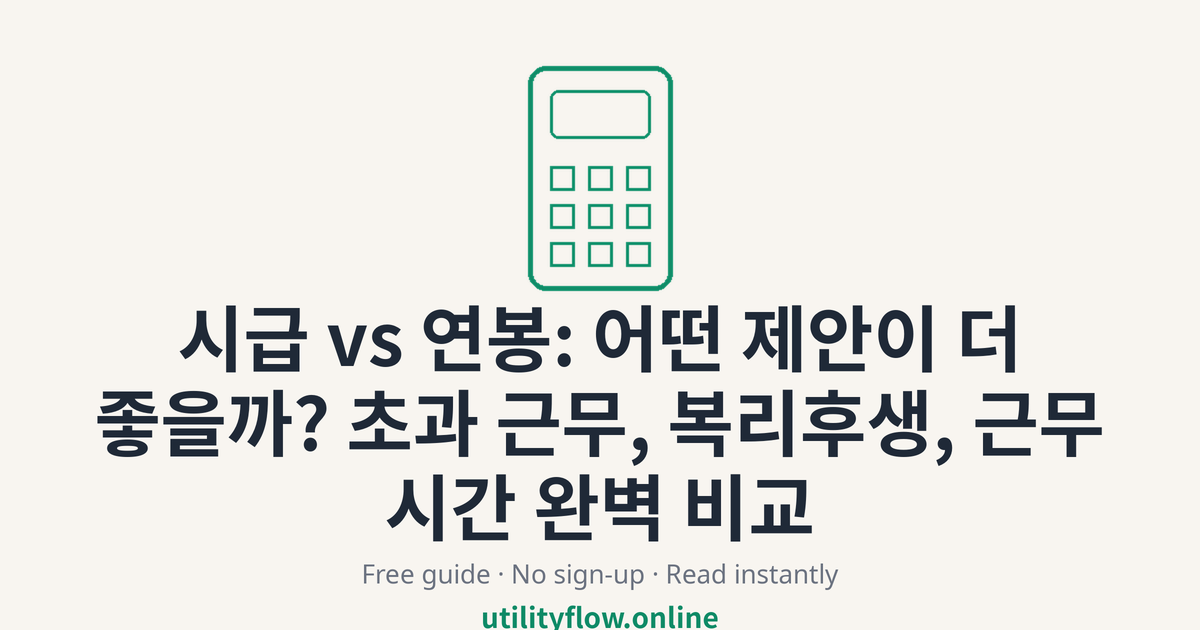 시급 vs 연봉: 어떤 제안이 더
좋을까? 초과 근무, 복리후생, 근무
시간 완벽 비교
Free guide · No sign-up · Read instantly
utilityflow.online